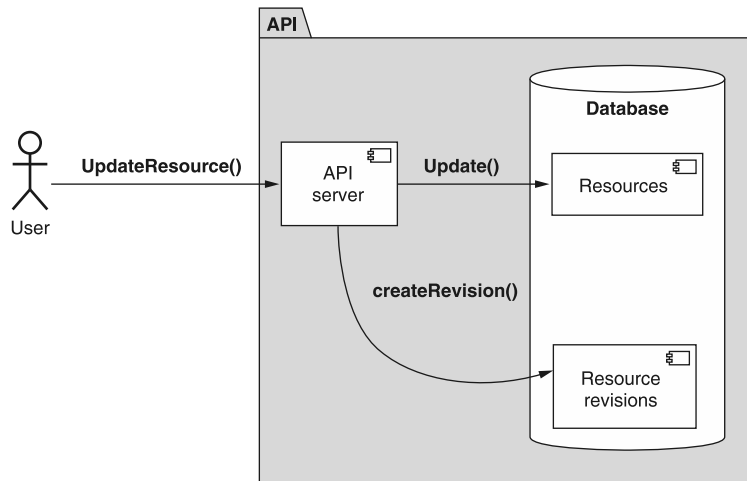 API
Database
UpdateResource()
API
server
Update()
Resources
User
createRevision()
Resource
revisions